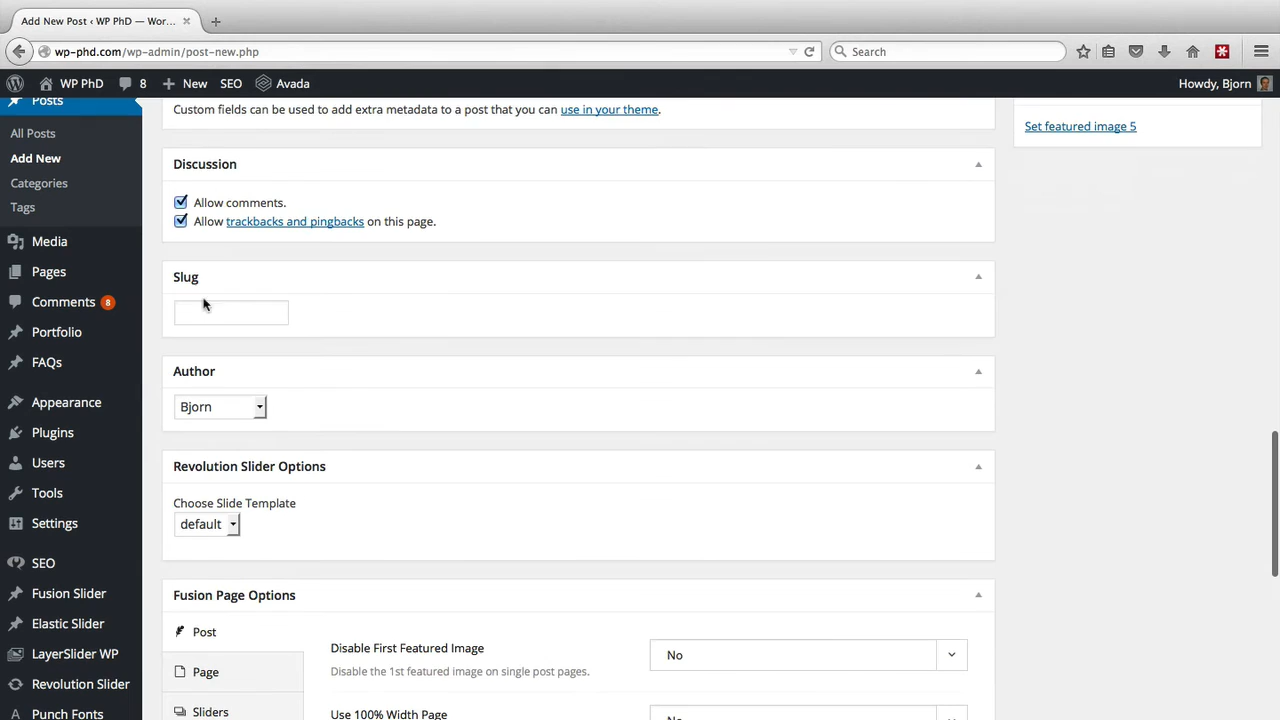 Add New Post ‹ WP PhD — Wor...
wp-phd.com/wp-admin/post-new.php
Search
WP PhD
8
New
SEO
Avada
Howdy, Bjorn
Posts
All Posts
Add New
Categories
Tags
Media
Pages
Comments 8
Portfolio
FAQs
Appearance
Plugins
Users
Tools
Settings
SEO
Fusion Slider
Elastic Slider
LayerSlider WP
Revolution Slider
Punch Fonts
Custom fields can be used to add extra metadata to a post that you can use in your theme.
Discussion
Allow comments.
Allow trackbacks and pingbacks on this page.
Slug
Author
Bjorn
Revolution Slider Options
Choose Slide Template
default
Fusion Page Options
Post
Page
Sliders
Disable First Featured Image
Disable the 1st featured image on single post pages.
No
Use 100% Width Page
No
Set featured image 5